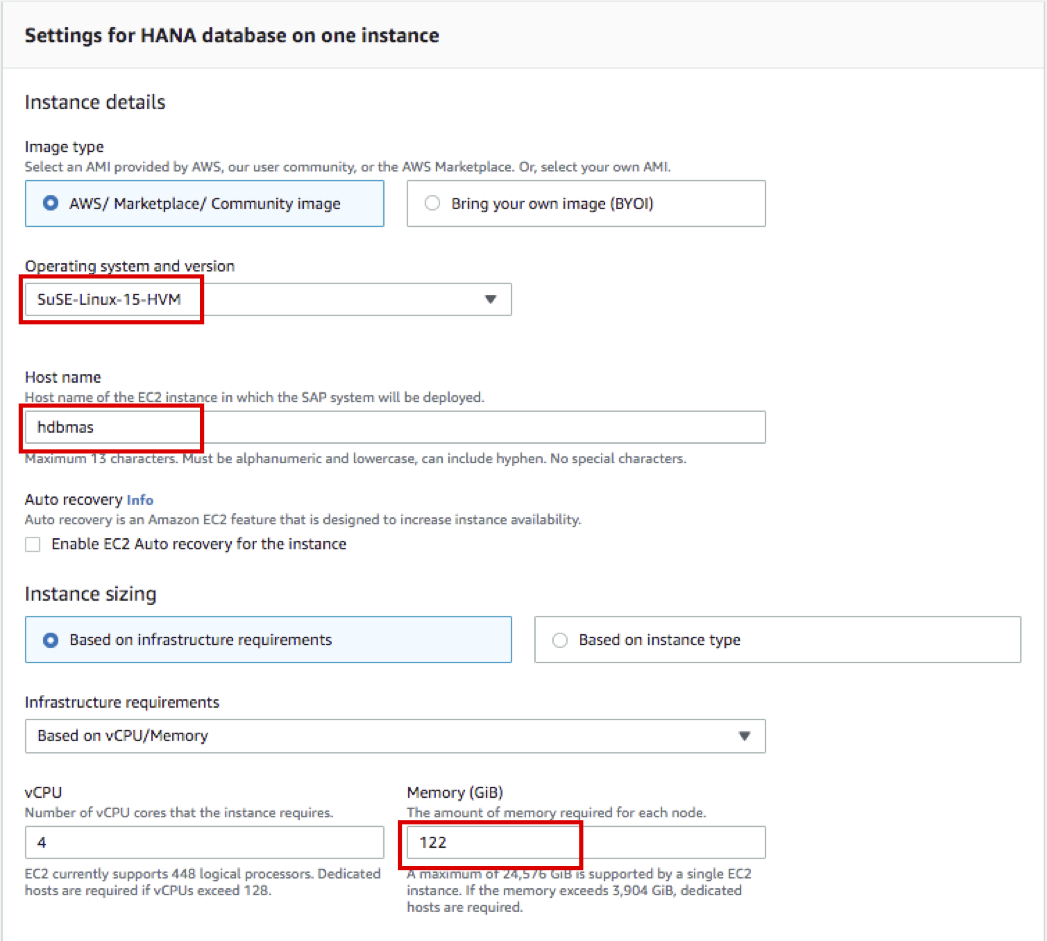 Settings for HANA database on one instance
Instance details
Image type
Select an AMI provided by AWS, our user community, or the AWS Marketplace. Or, select your own AMI.
AWS/ Marketplace/ Community image
Bring your own image (BYOI)
Operating system and version
SuSE-Linux-15-HVM
Host name
Host name of the EC2 instance in which the SAP system will be deployed.
hdbmas
Maximum 13 characters. Must be alphanumeric and lowercase, can include hyphen. No special characters.
Auto recovery Info
Auto recovery is an Amazon EC2 feature that is designed to increase instance availability.
Enable EC2 Auto recovery for the instance
Instance sizing
Based on infrastructure requirements
Based on instance type
Infrastructure requirements
Based on vCPU/Memory
vCPU
Number of vCPU cores that the instance requires.
4
EC2 currently supports 448 logical processors. Dedicated
hosts are required if vCPUs exceed 128.
Memory (GiB)
The amount of memory required for each node.
122
A maximum of 24,576 GiB is supported by a single EC2
instance. If the memory exceeds 3,904 GiB, dedicated
hosts are required.